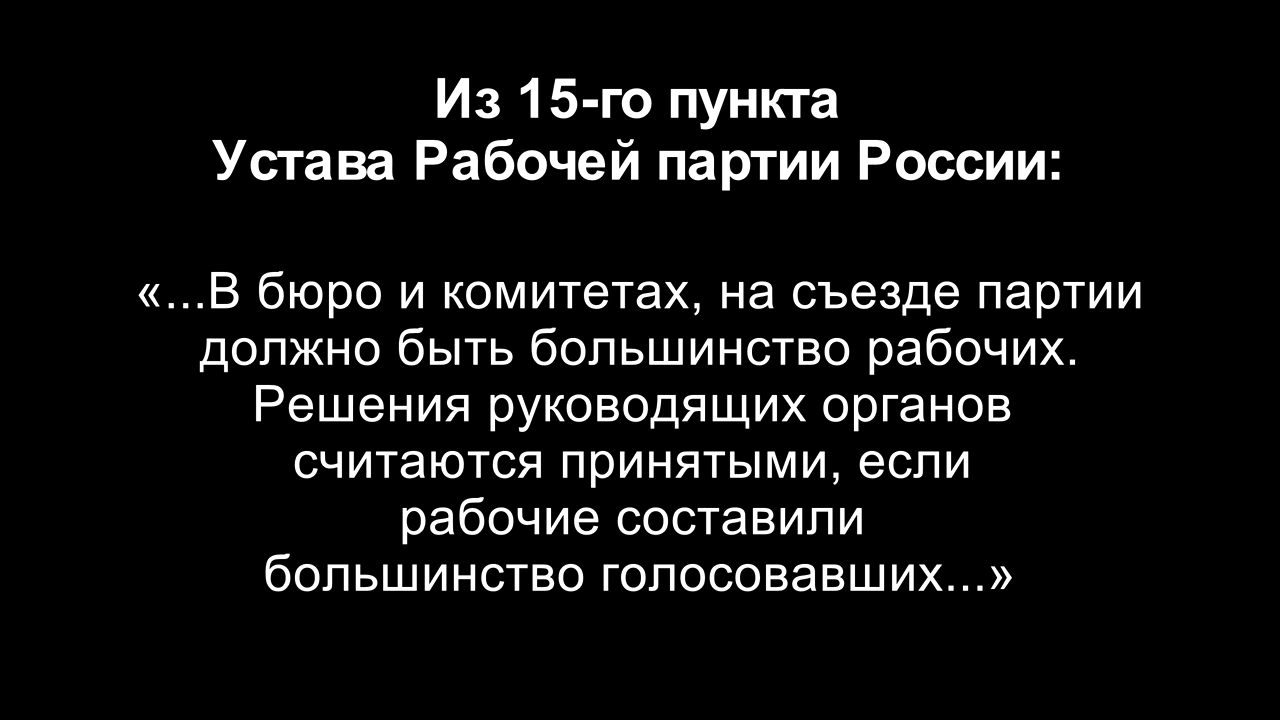 Из 15-го пункта
Устава Рабочей партии России:
«...В бюро и комитетах, на съезде партии
должно быть большинство рабочих.
Решения руководящих органов
считаются принятыми, если
рабочие составили
большинство голосовавших...»